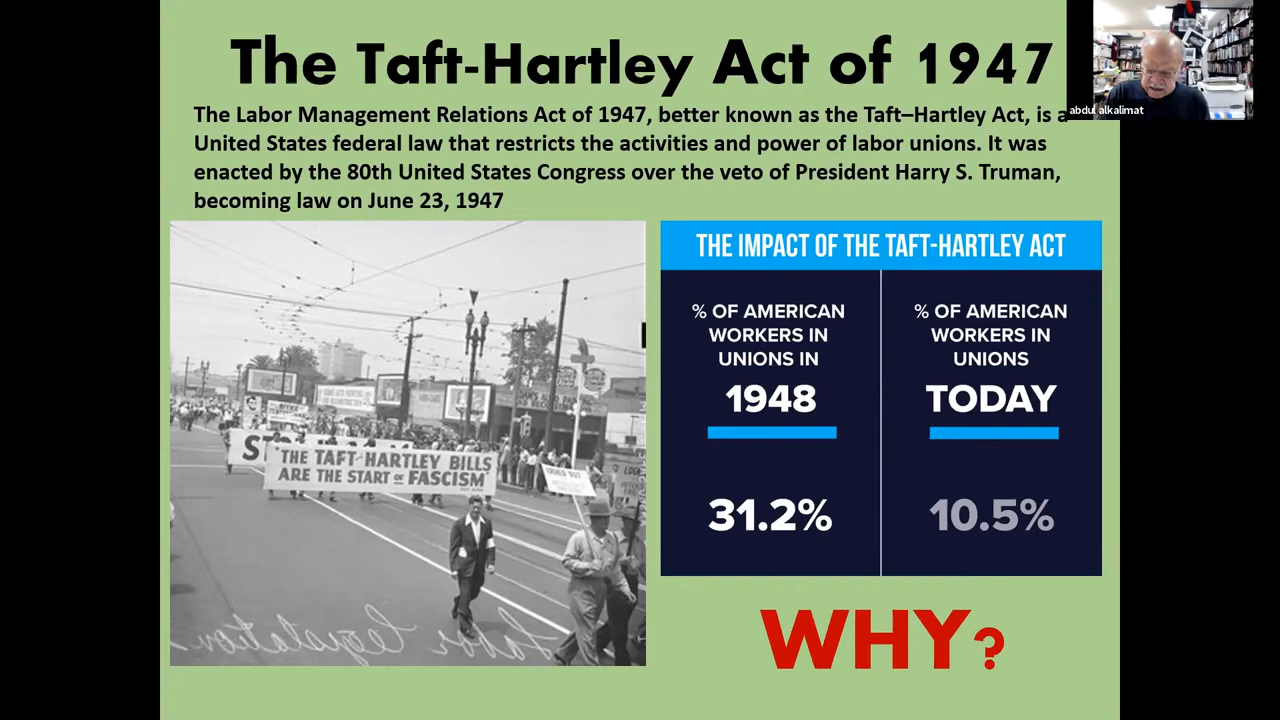 The Taft-Hartley Act of 1947
abdul alkalimat
The Labor Management Relations Act of 1947, better known as the Taft–Hartley Act, is a
United States federal law that restricts the activities and power of labor unions. It was
enacted by the 80th United States Congress over the veto of President Harry S. Truman,
becoming law on June 23, 1947
"THE TAFT-HARTLEY BILLS
ARE THE START OF FASCISM"
Labor legislation
THE IMPACT OF THE TAFT-HARTLEY ACT
% OF AMERICAN
WORKERS IN
UNIONS IN
1948
31.2%
% OF AMERICAN
WORKERS IN
UNIONS
TODAY
10.5%
WHY?